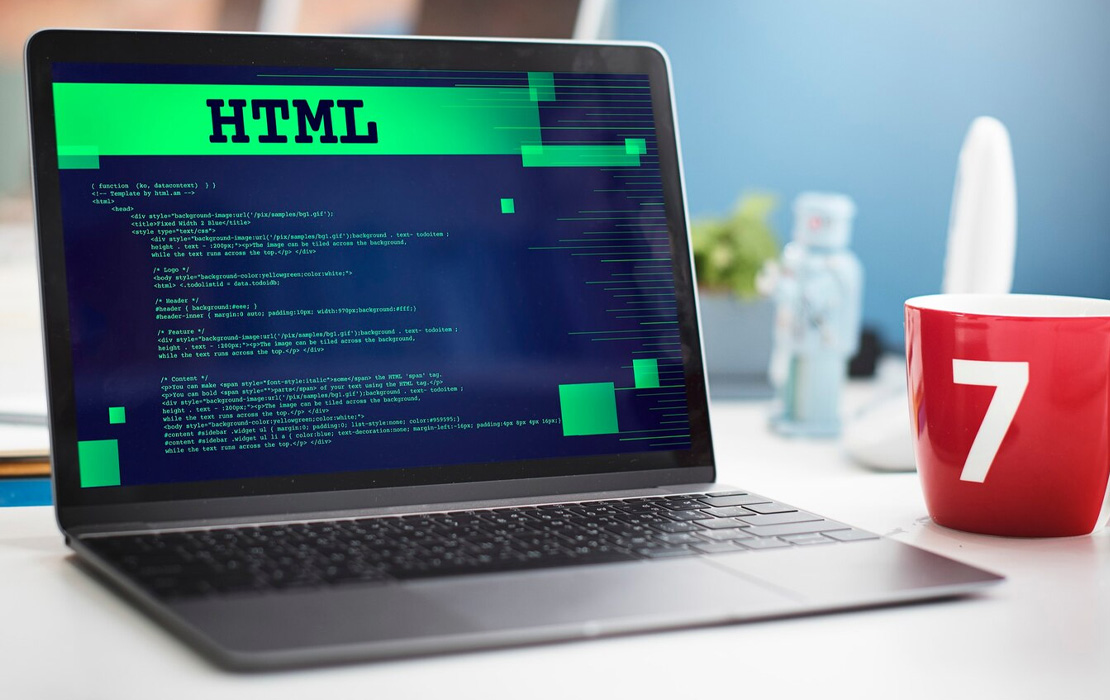 HTML
( function (ko, datacontext) } }
<!-- Template by html.am -->
<html>
<head>
<div style="background-image:url('/pix/samples/bg1.gif');
<title>Fixed Width 2 Blue</title>
<style type="text/css">
<div style="background-image:url('/pix/samples/bg1.gif');background . text- todoitem ;
height . text - :200px;"><p>The image can be tiled across the background,
while the text runs across the top.</p> </div>
/* Logo */
<body style="background-color:yellowgreen;color:white;">
<html> <.todolistid = data.todoidb;
/* Header */
#header { background:#eee; }
#header-inner { margin:0 auto; padding:10px; width:970px;background:#fff;}
/* Feature */
<div style="background-image:url('/pix/samples/bg1.gif');background . text- todoitem ;
height . text - :200px;"><p>The image can be tiled across the background,
while the text runs across the top.</p> </div>
/* Content */
<p>You can make <span style="font-style:italic">some</span> the HTML 'span' tag.
<p>You can bold <span style="">parts</span> of your text using the HTML tag.</p>
<div style="background-image:url('/pix/samples/bg1.gif');background . text- todoitem ;
height . text - :200px;"><p>The image can be tiled across the background,
while the text runs across the top.</p> </div>
<body style="background-color:yellowgreen;color:white;">
#content #sidebar .widget ul { margin:0; padding:0; list-style:none; color:#959595;}
#content #sidebar .widget ul li a { color:blue; text-decoration:none; margin-left:-16px; padding:4px 8px 4px 16px;}
while the text runs across the top.</p> </div>
7